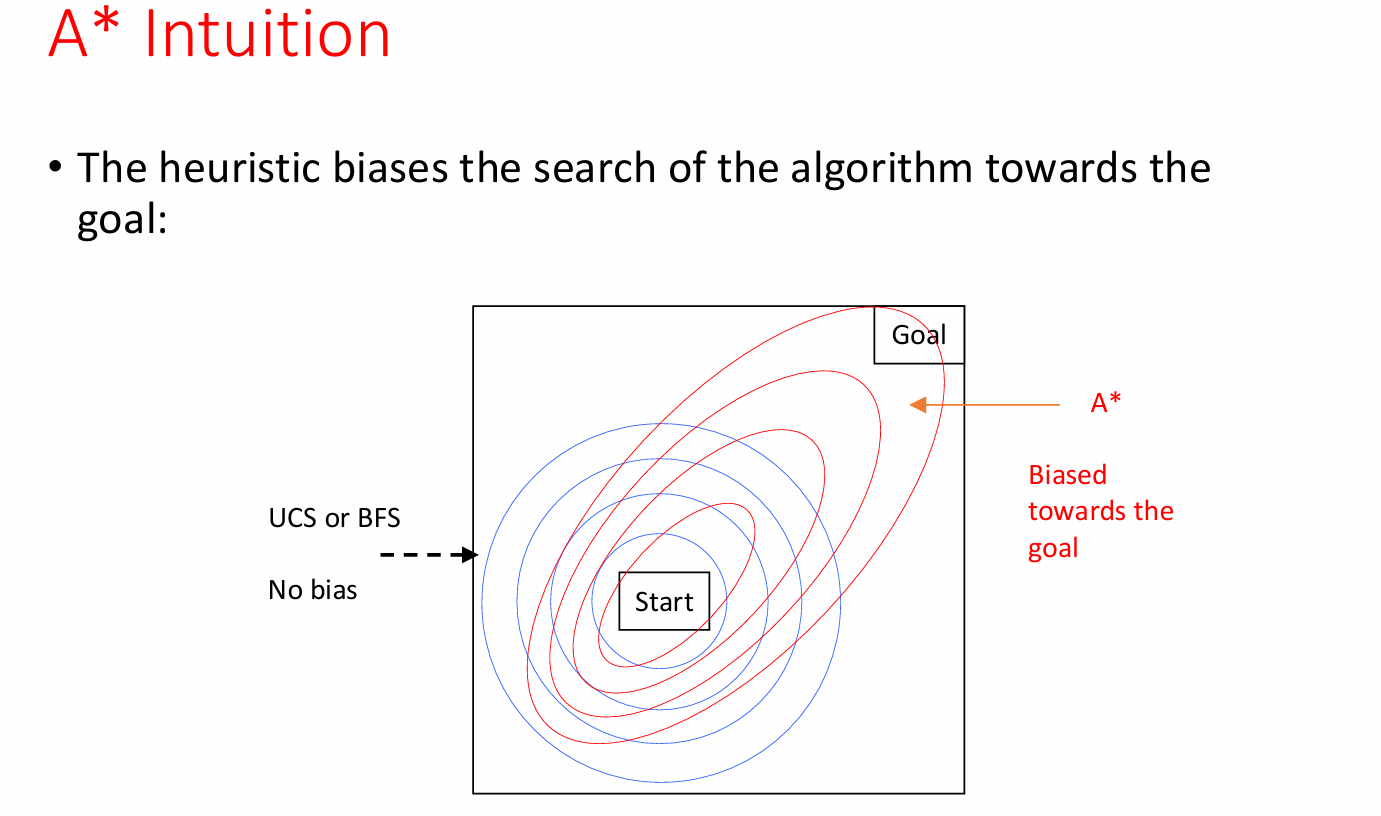 A* Intuition
• The heuristic biases the search of the algorithm towards the
goal:
Goal
A*
Biased
towards the
goal
UCS or BFS
No bias
Start